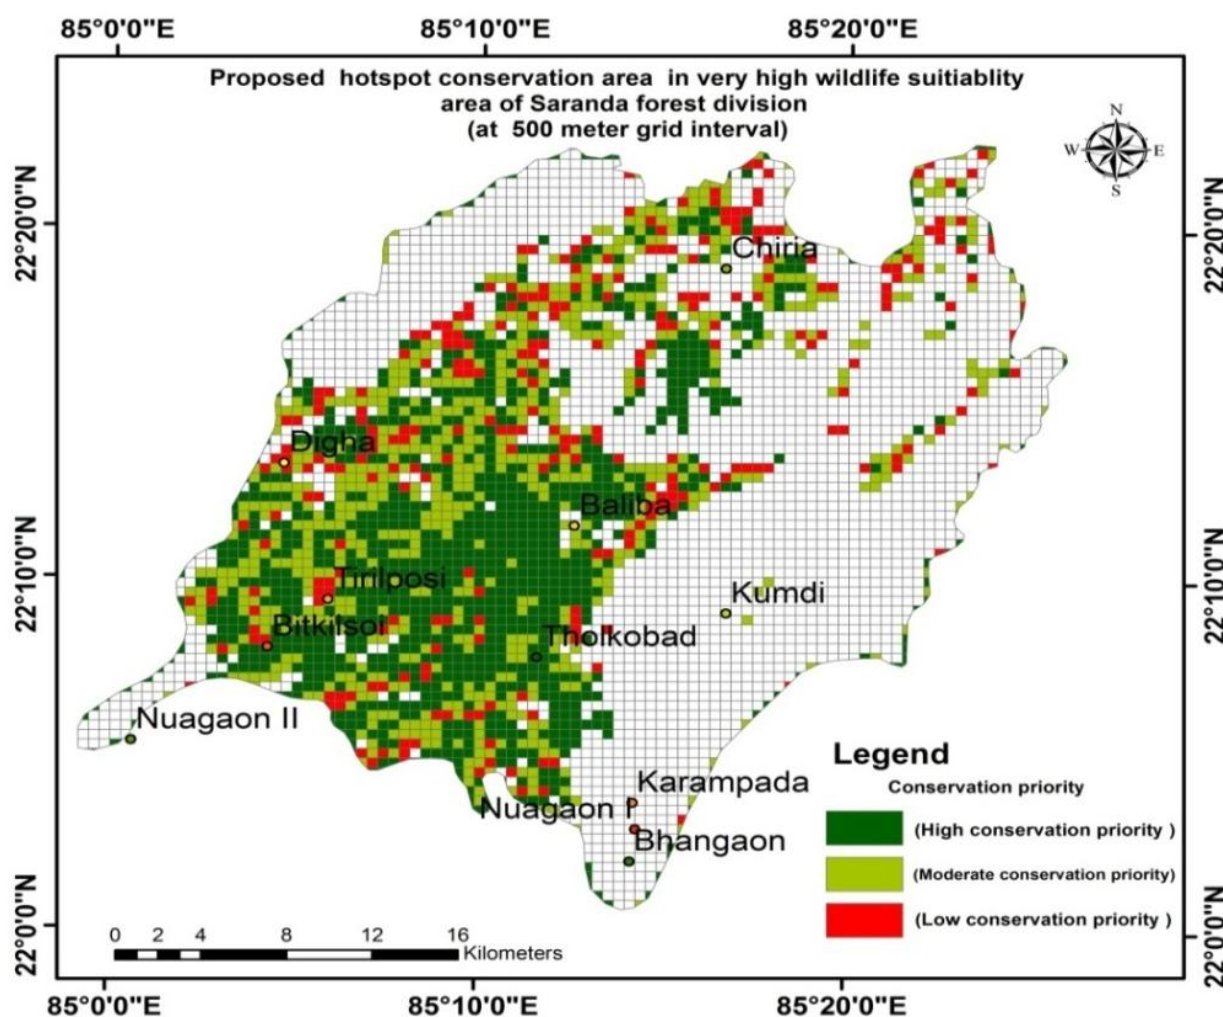 85°0'0"E 85°10'0"E 85°20'0"E
Proposed hotspot conservation area in very high wildlife suitiablity
area of Saranda forest division
(at 500 meter grid interval)
N
W E
S
22°20'0"N 22°20'0"N
Chiria
Digha
Baliba
22°10'0"N 22°10'0"N
Tirilposi
Kumdi
Bitkilsoi
Tholkobad
Nuagaon II
Legend
Karampada
Conservation priority
Nuagaon I
(High conservation priority )
Bhangaon
(Moderate conservation priority)
(Low conservation priority )
22°0'0"N 22°0'0"N
0 2 4 8 12 16
Kilometers
85°0'0"E 85°10'0"E 85°20'0"E